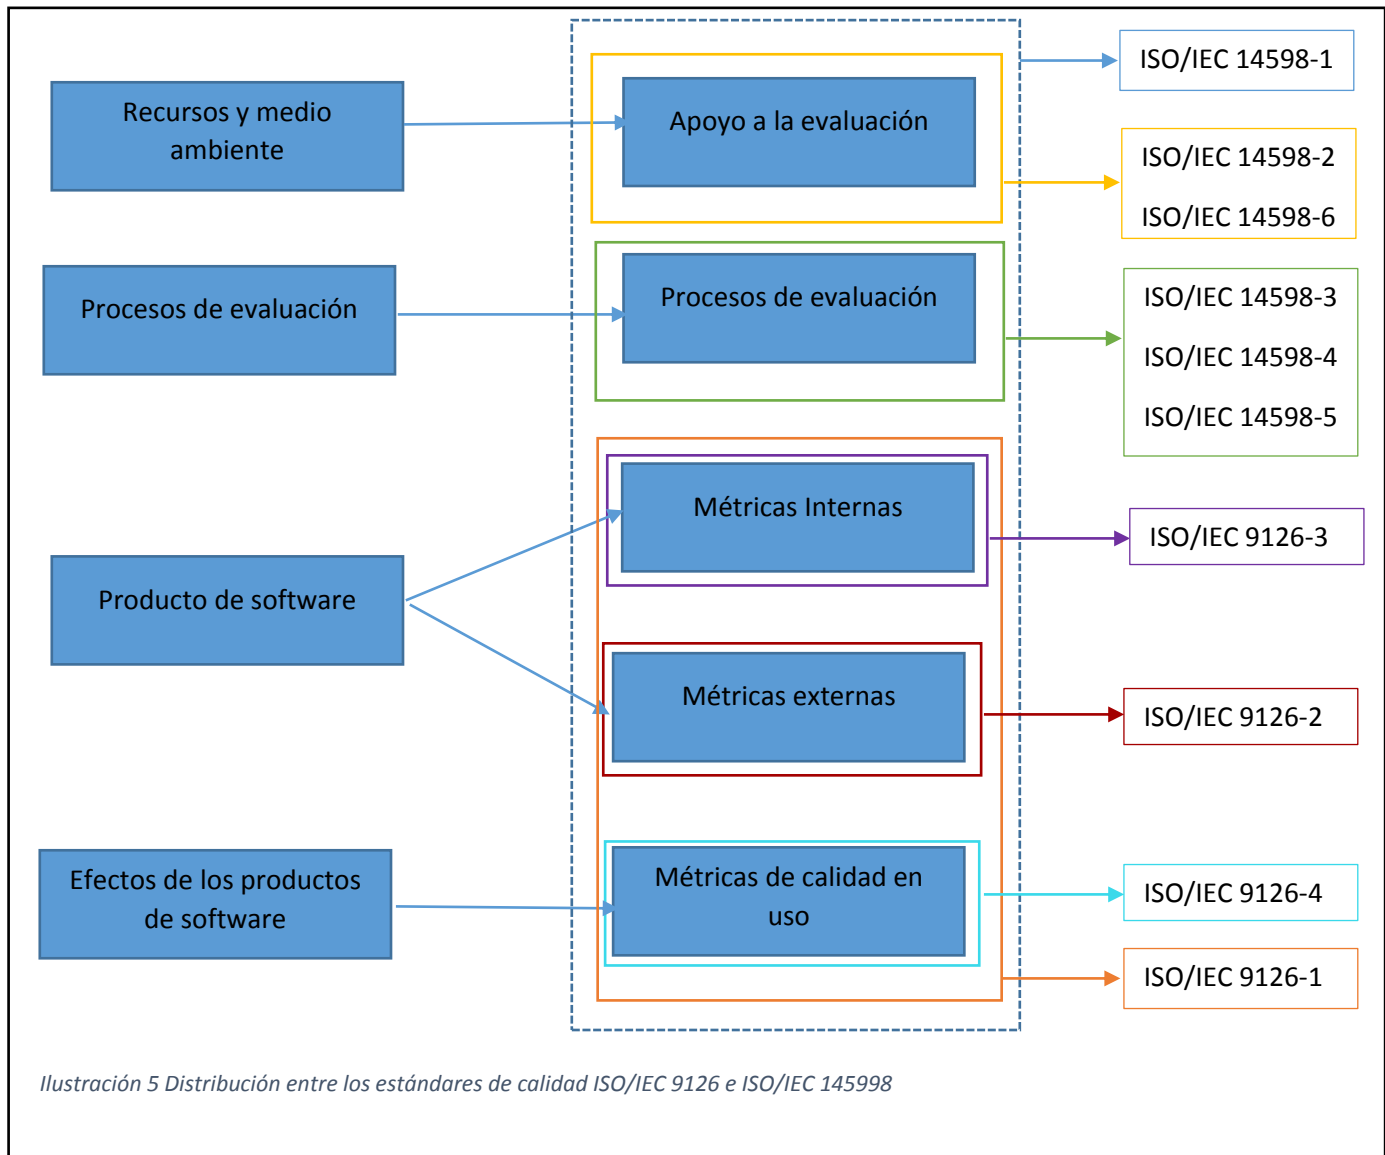 Recursos y medio
ambiente
Apoyo a la evaluación
ISO/IEC 14598-1
ISO/IEC 14598-2
ISO/IEC 14598-6
Procesos de evaluación
Procesos de evaluación
ISO/IEC 14598-3
ISO/IEC 14598-4
ISO/IEC 14598-5
Producto de software
Métricas Internas
ISO/IEC 9126-3
Métricas externas
ISO/IEC 9126-2
Efectos de los productos
de software
Métricas de calidad en
uso
ISO/IEC 9126-4
ISO/IEC 9126-1
Ilustración 5 Distribución entre los estándares de calidad ISO/IEC 9126 e ISO/IEC 145998